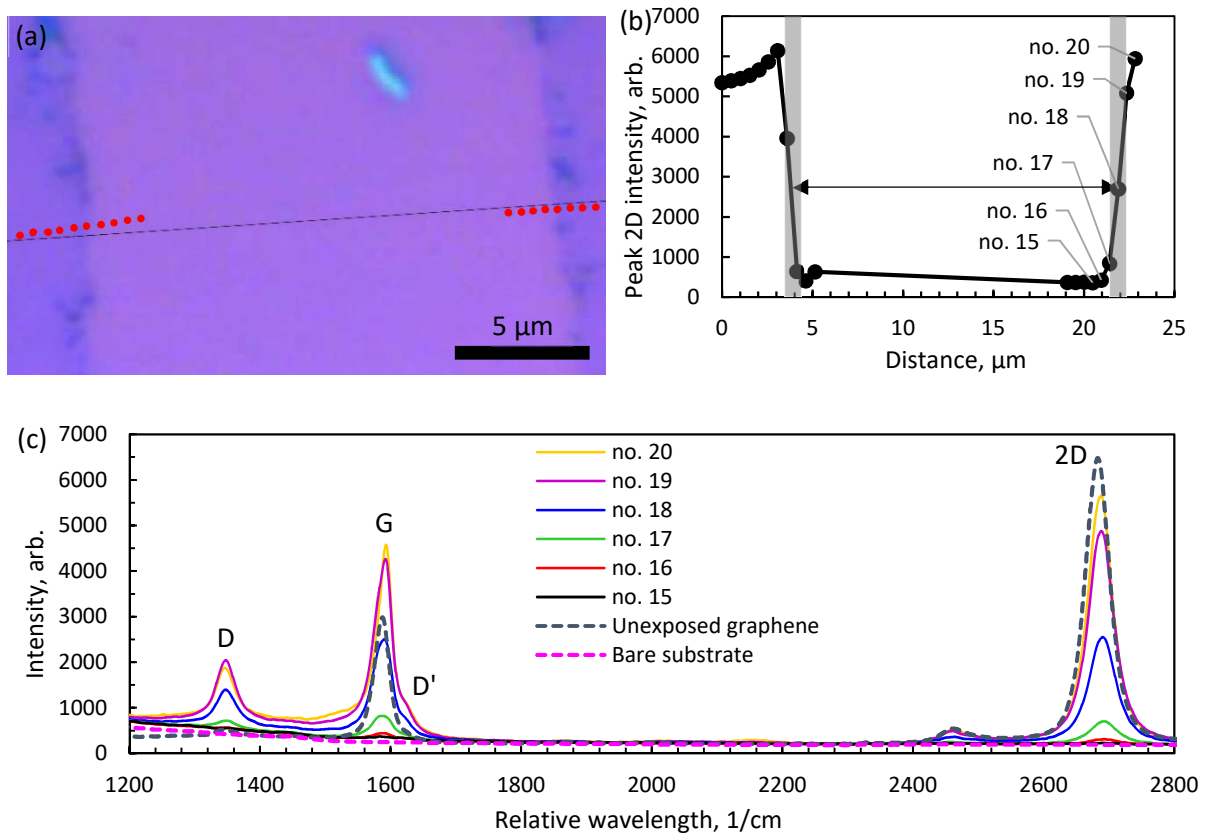 (a)
5 µm
(b)
Peak 2D intensity, arb.
7000
6000
5000
4000
3000
2000
1000
0
no. 20
no. 19
no. 18
no. 17
no. 16
no. 15
0 5 10 15 20 25
Distance, µm
(c)
Intensity, arb.
7000
6000
5000
4000
3000
2000
1000
0
D
G
D'
2D
no. 20
no. 19
no. 18
no. 17
no. 16
no. 15
Unexposed graphene
Bare substrate
1200 1400 1600 1800 2000 2200 2400 2600 2800
Relative wavelength, 1/cm